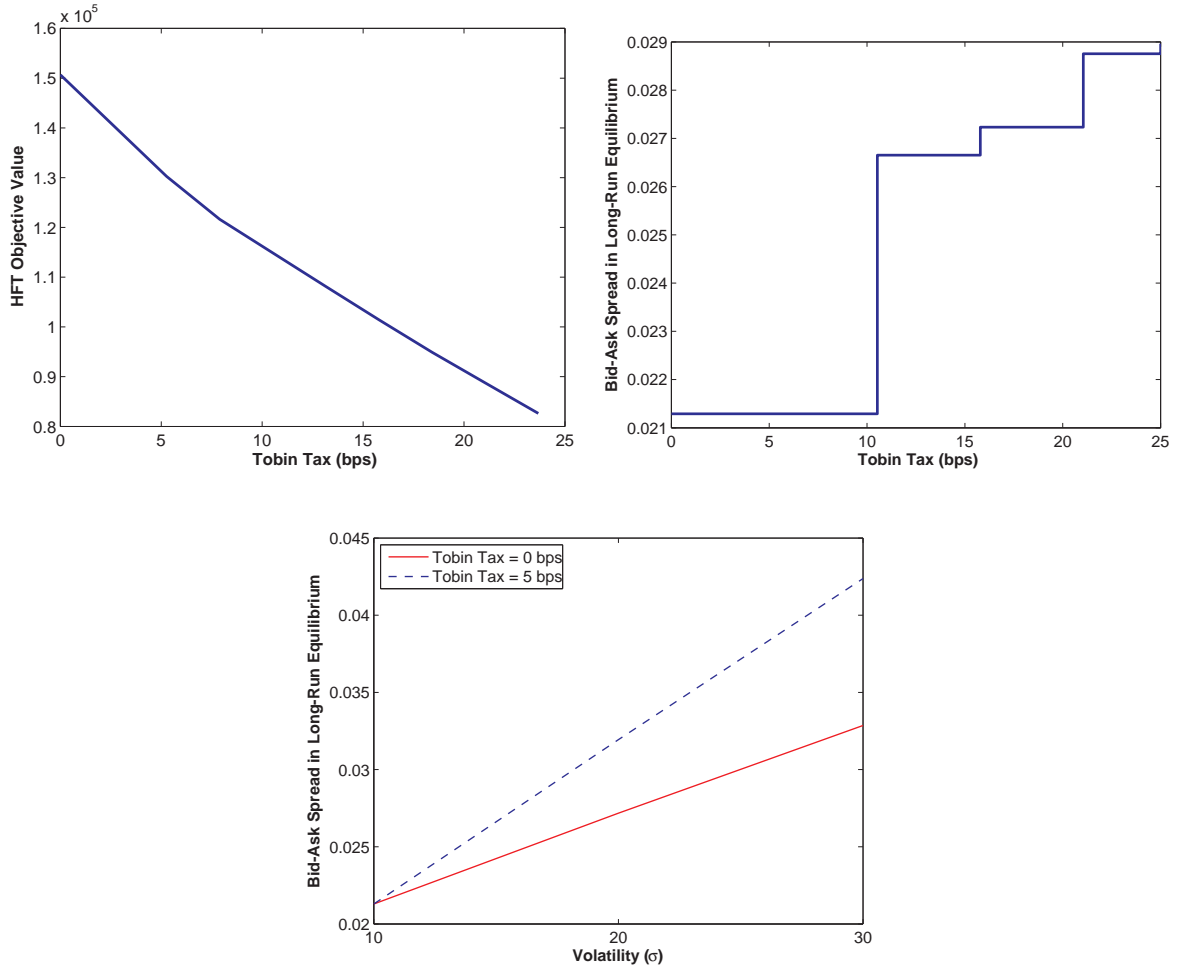 x 10^5
1.6
1.5
1.4
1.3
1.2
1.1
1
0.9
0.8
HFT Objective Value
0 5 10 15 20 25
Tobin Tax (bps)
0.029
0.028
0.027
0.026
0.025
0.024
0.023
0.022
0.021
Bid-Ask Spread in Long-Run Equilibrium
0 5 10 15 20 25
Tobin Tax (bps)
0.045
0.04
0.035
0.03
0.025
0.02
Bid-Ask Spread in Long-Run Equilibrium
Tobin Tax = 0 bps
Tobin Tax = 5 bps
10 20 30
Volatility (σ)